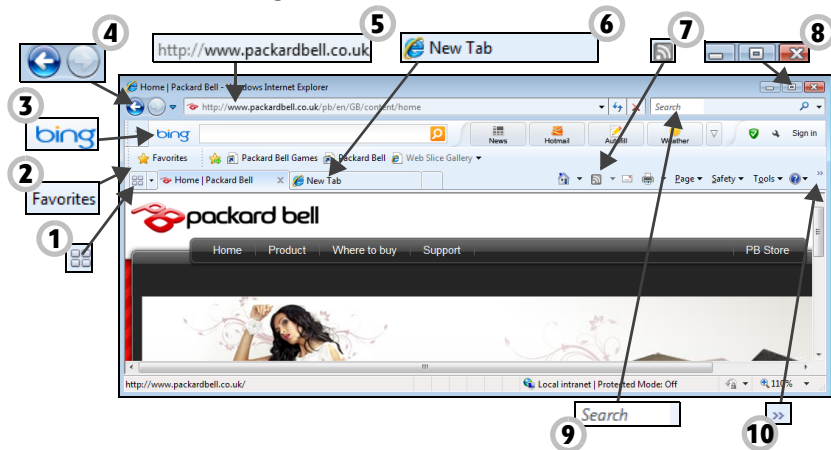 4
5
6
7
8
http://www.packardbell.co.uk
New Tab
Home | Packard Bell - Windows Internet Explorer
3
http://www.packardbell.co.uk/pb/en/GB/content/home
Search
bing
bing
News
Hotmail
Autofill
Weather
Sign in
2
Favorites
Packard Bell Games
Packard Bell
Web Slice Gallery
Favorites
Home | Packard Bell
x
New Tab
Page
Safety
Tools
»
1
packard bell
Home
Product
Where to buy
Support
PB Store
http://www.packardbell.co.uk/
Local intranet | Protected Mode: Off
110%
9
Search
10
»